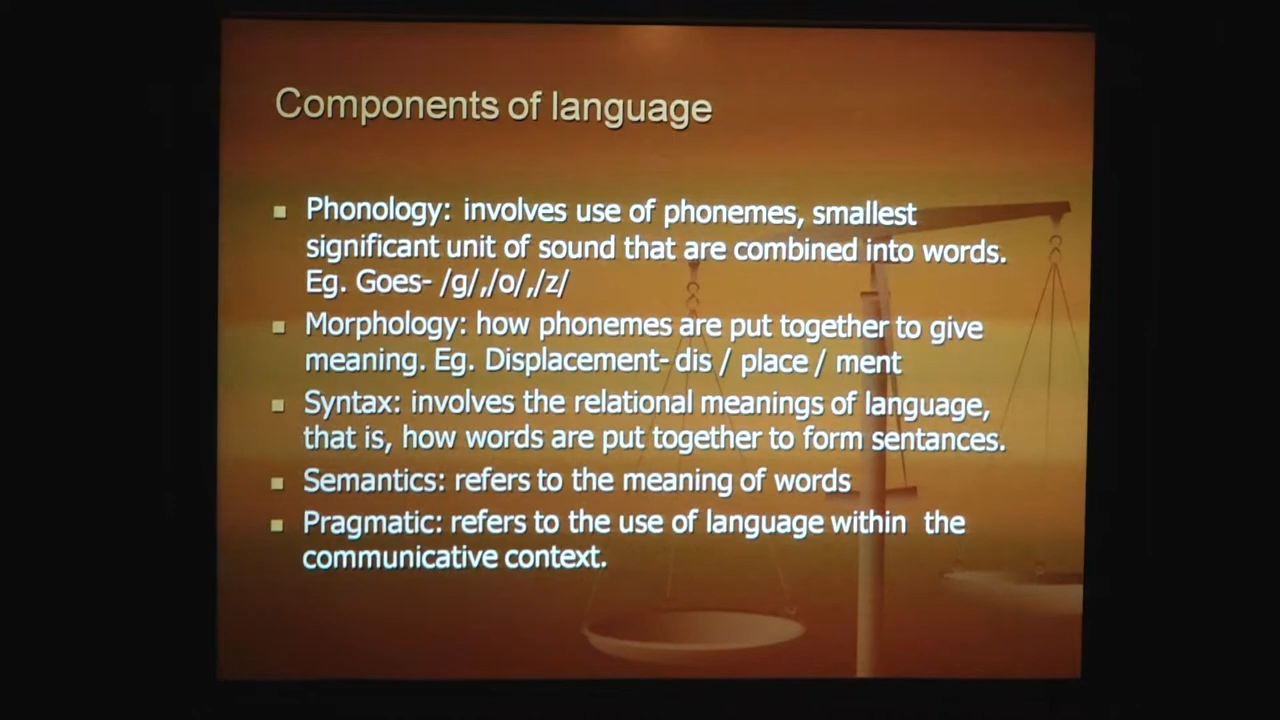 Components of language
Phonology: involves use of phonemes, smallest
significant unit of sound that are combined into words.
Eg. Goes- /g/,/o/,/z/
Morphology: how phonemes are put together to give
meaning. Eg. Displacement- dis / place / ment
Syntax: involves the relational meanings of language,
that is, how words are put together to form sentances.
Semantics: refers to the meaning of words
Pragmatic: refers to the use of language within the
communicative context.